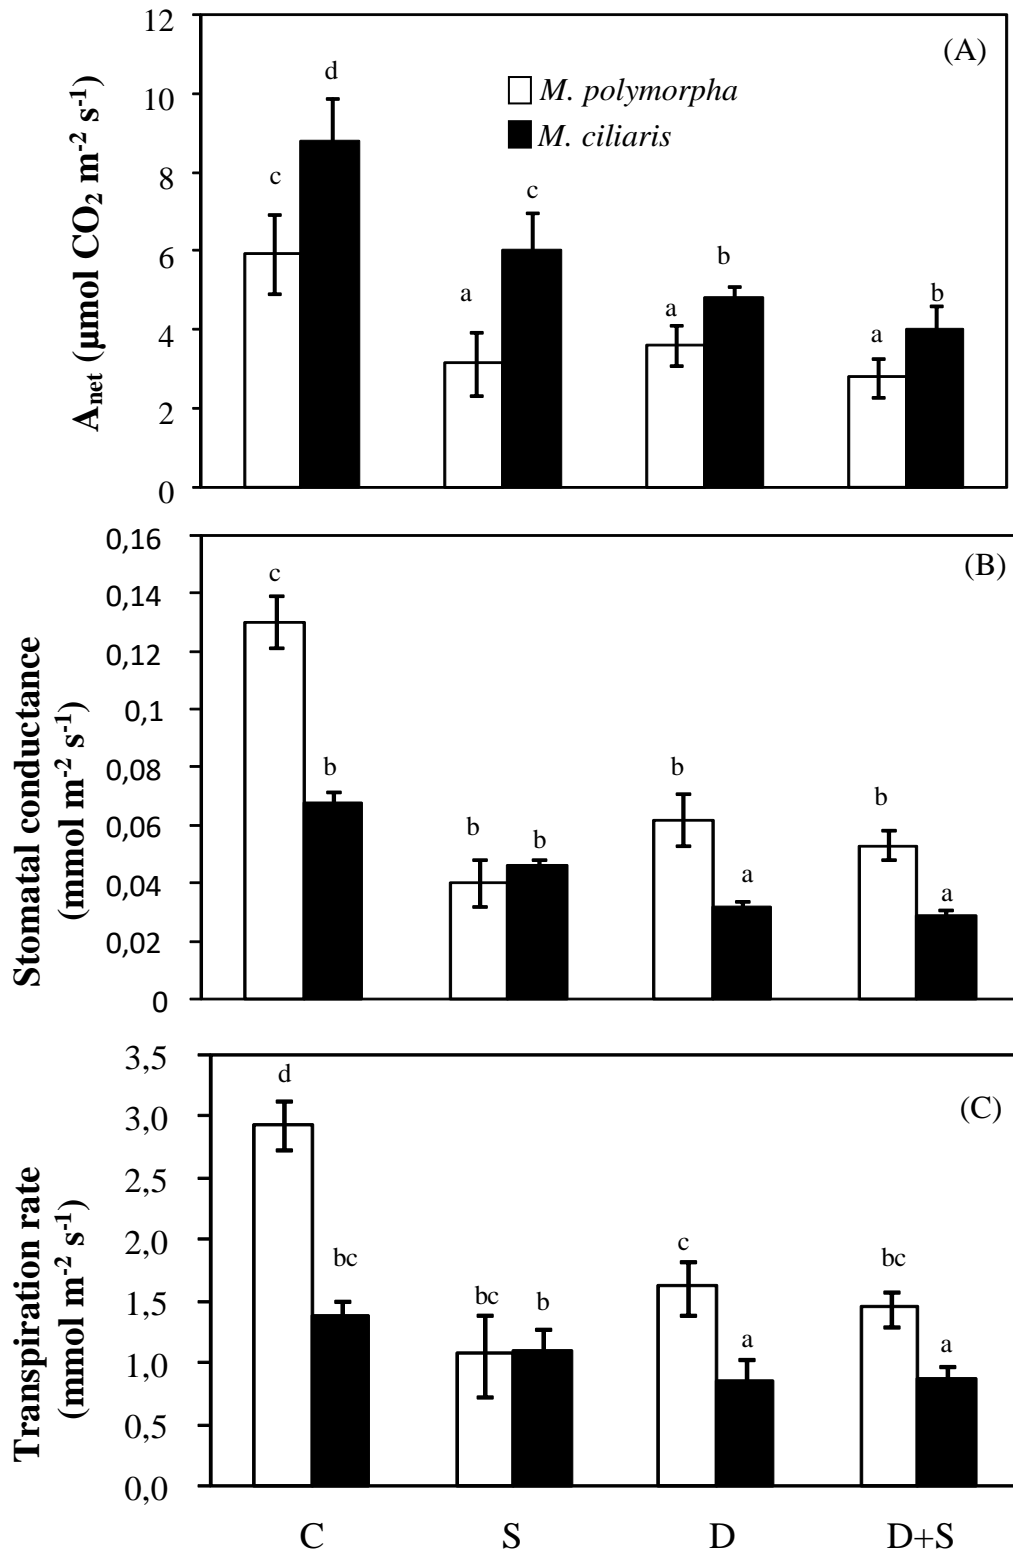 12
(A)
d
M. polymorpha
10
M. ciliaris
c
c
8
b
6
a
a
b
a
4
2
0
A_net (µmol CO₂ m⁻² s⁻¹)
0,16
(B)
c
0,14
0,12
0,1
b
b
0,08
b
b
b
0,06
a
a
0,04
0,02
0
Stomatal conductance
(mmol m⁻² s⁻¹)
3,5
d
(C)
3,0
2,5
2,0
bc
c
bc
bc
b
1,5
a
a
1,0
0,5
0,0
Transpiration rate
(mmol m⁻² s⁻¹)
C S D D+S